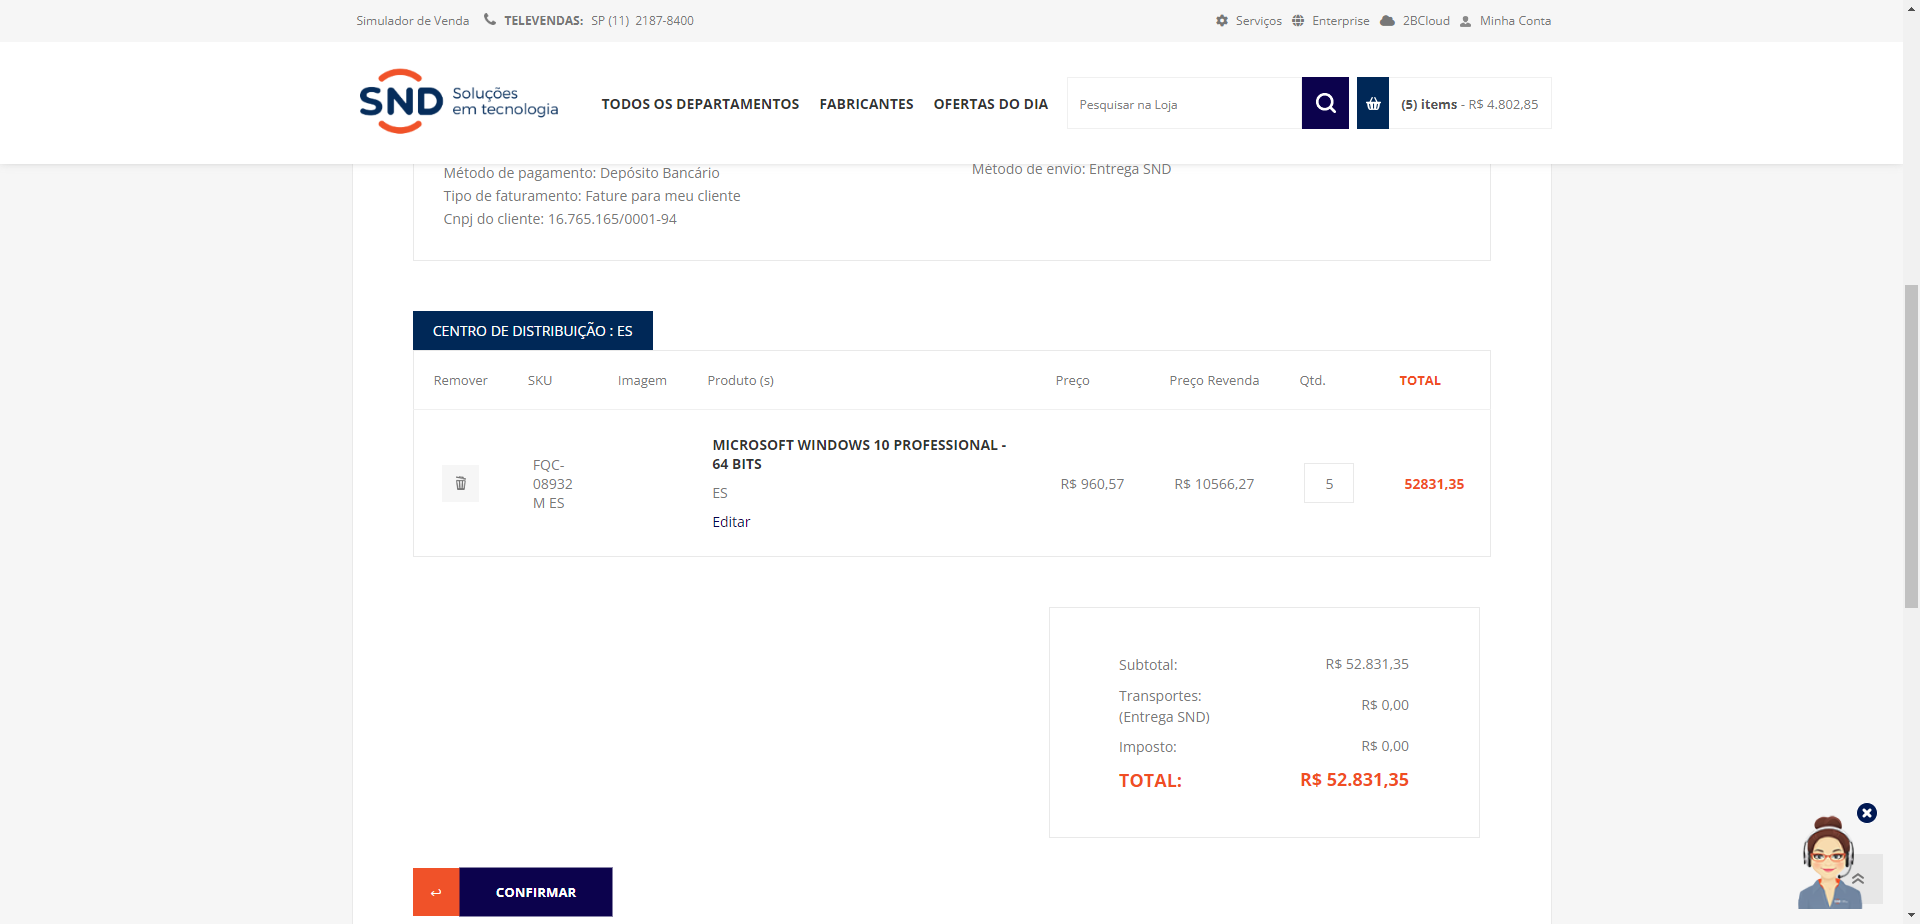 Simulador de Venda TELEVENDAS: SP (11) 2187-8400 Serviços Enterprise 2BCloud Minha Conta
SND Soluções
em tecnologia
TODOS OS DEPARTAMENTOS FABRICANTES OFERTAS DO DIA Pesquisar na Loja (5) items - R$ 4.802,85
Método de pagamento: Depósito Bancário
Tipo de faturamento: Fature para meu cliente
Cnpj do cliente: 16.765.165/0001-94
Método de envio: Entrega SND
CENTRO DE DISTRIBUIÇÃO : ES
Remover SKU Imagem Produto (s) Preço Preço Revenda Qtd. TOTAL
FQC-
08932
M ES
MICROSOFT WINDOWS 10 PROFESSIONAL -
64 BITS
ES
Editar
R$ 960,57 R$ 10566,27 5 52831,35
Subtotal: R$ 52.831,35
Transportes:
(Entrega SND) R$ 0,00
Imposto: R$ 0,00
TOTAL: R$ 52.831,35
CONFIRMAR